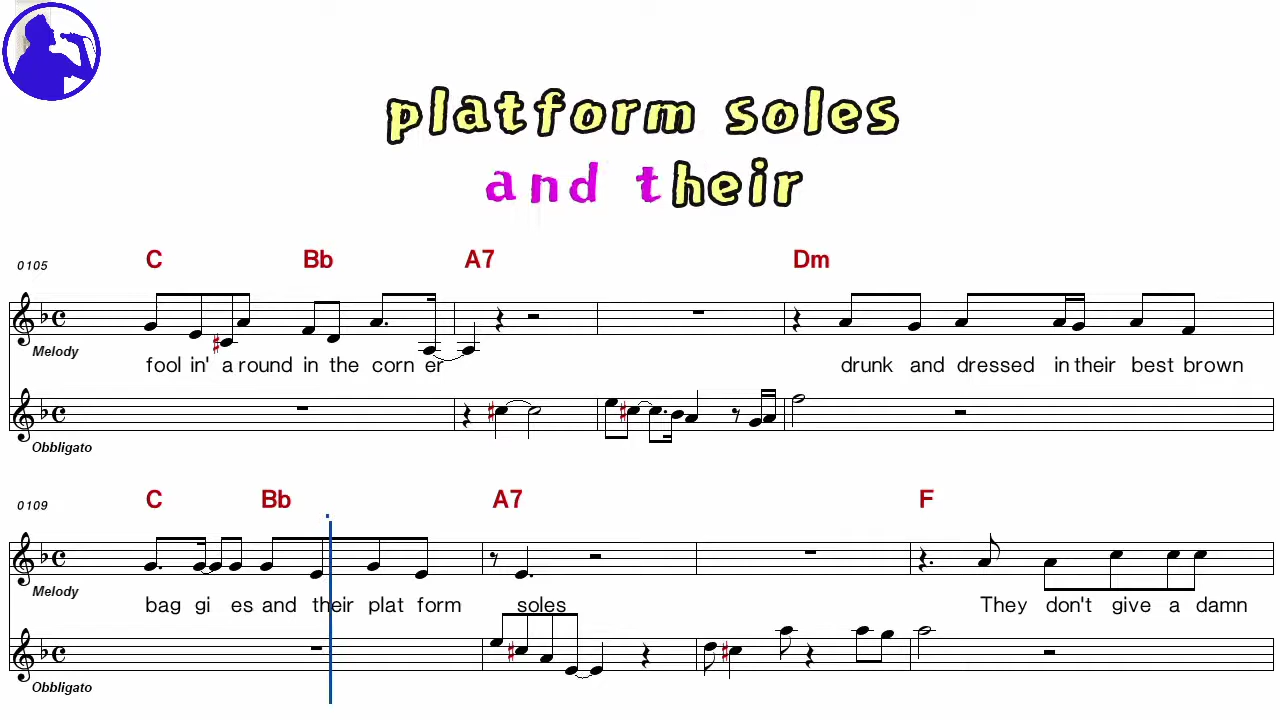 platform soles
and their
0105 C Bb A7 Dm
Melody
fool in' a round in the corn er drunk and dressed in their best brown
Obbligato
0109 C Bb A7 F
Melody
bag gi es and their plat form soles They don't give a damn
Obbligato